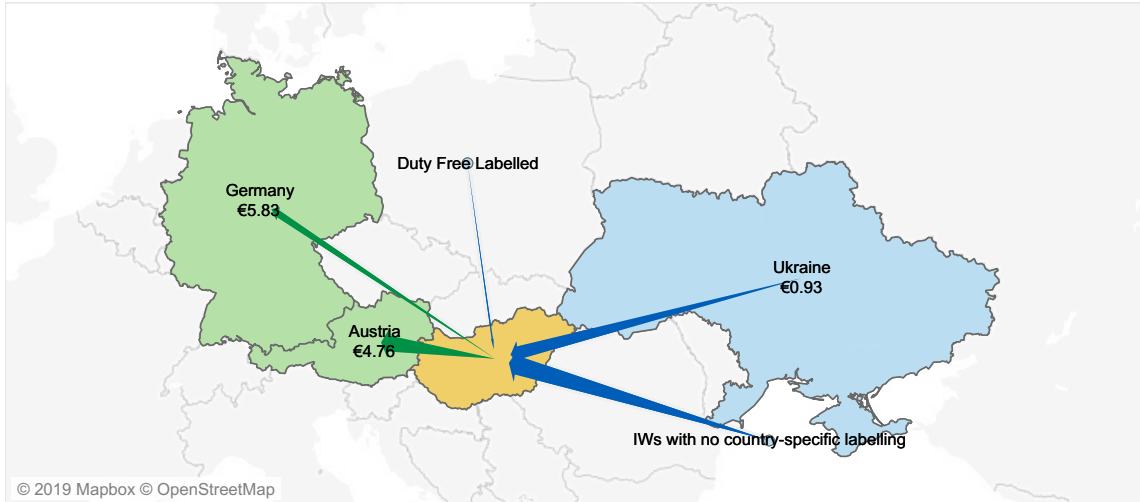 Duty Free Labelled
Germany
€5.83
Ukraine
€0.93
Austria
€4.76
IWs with no country-specific labelling
© 2019 Mapbox © OpenStreetMap